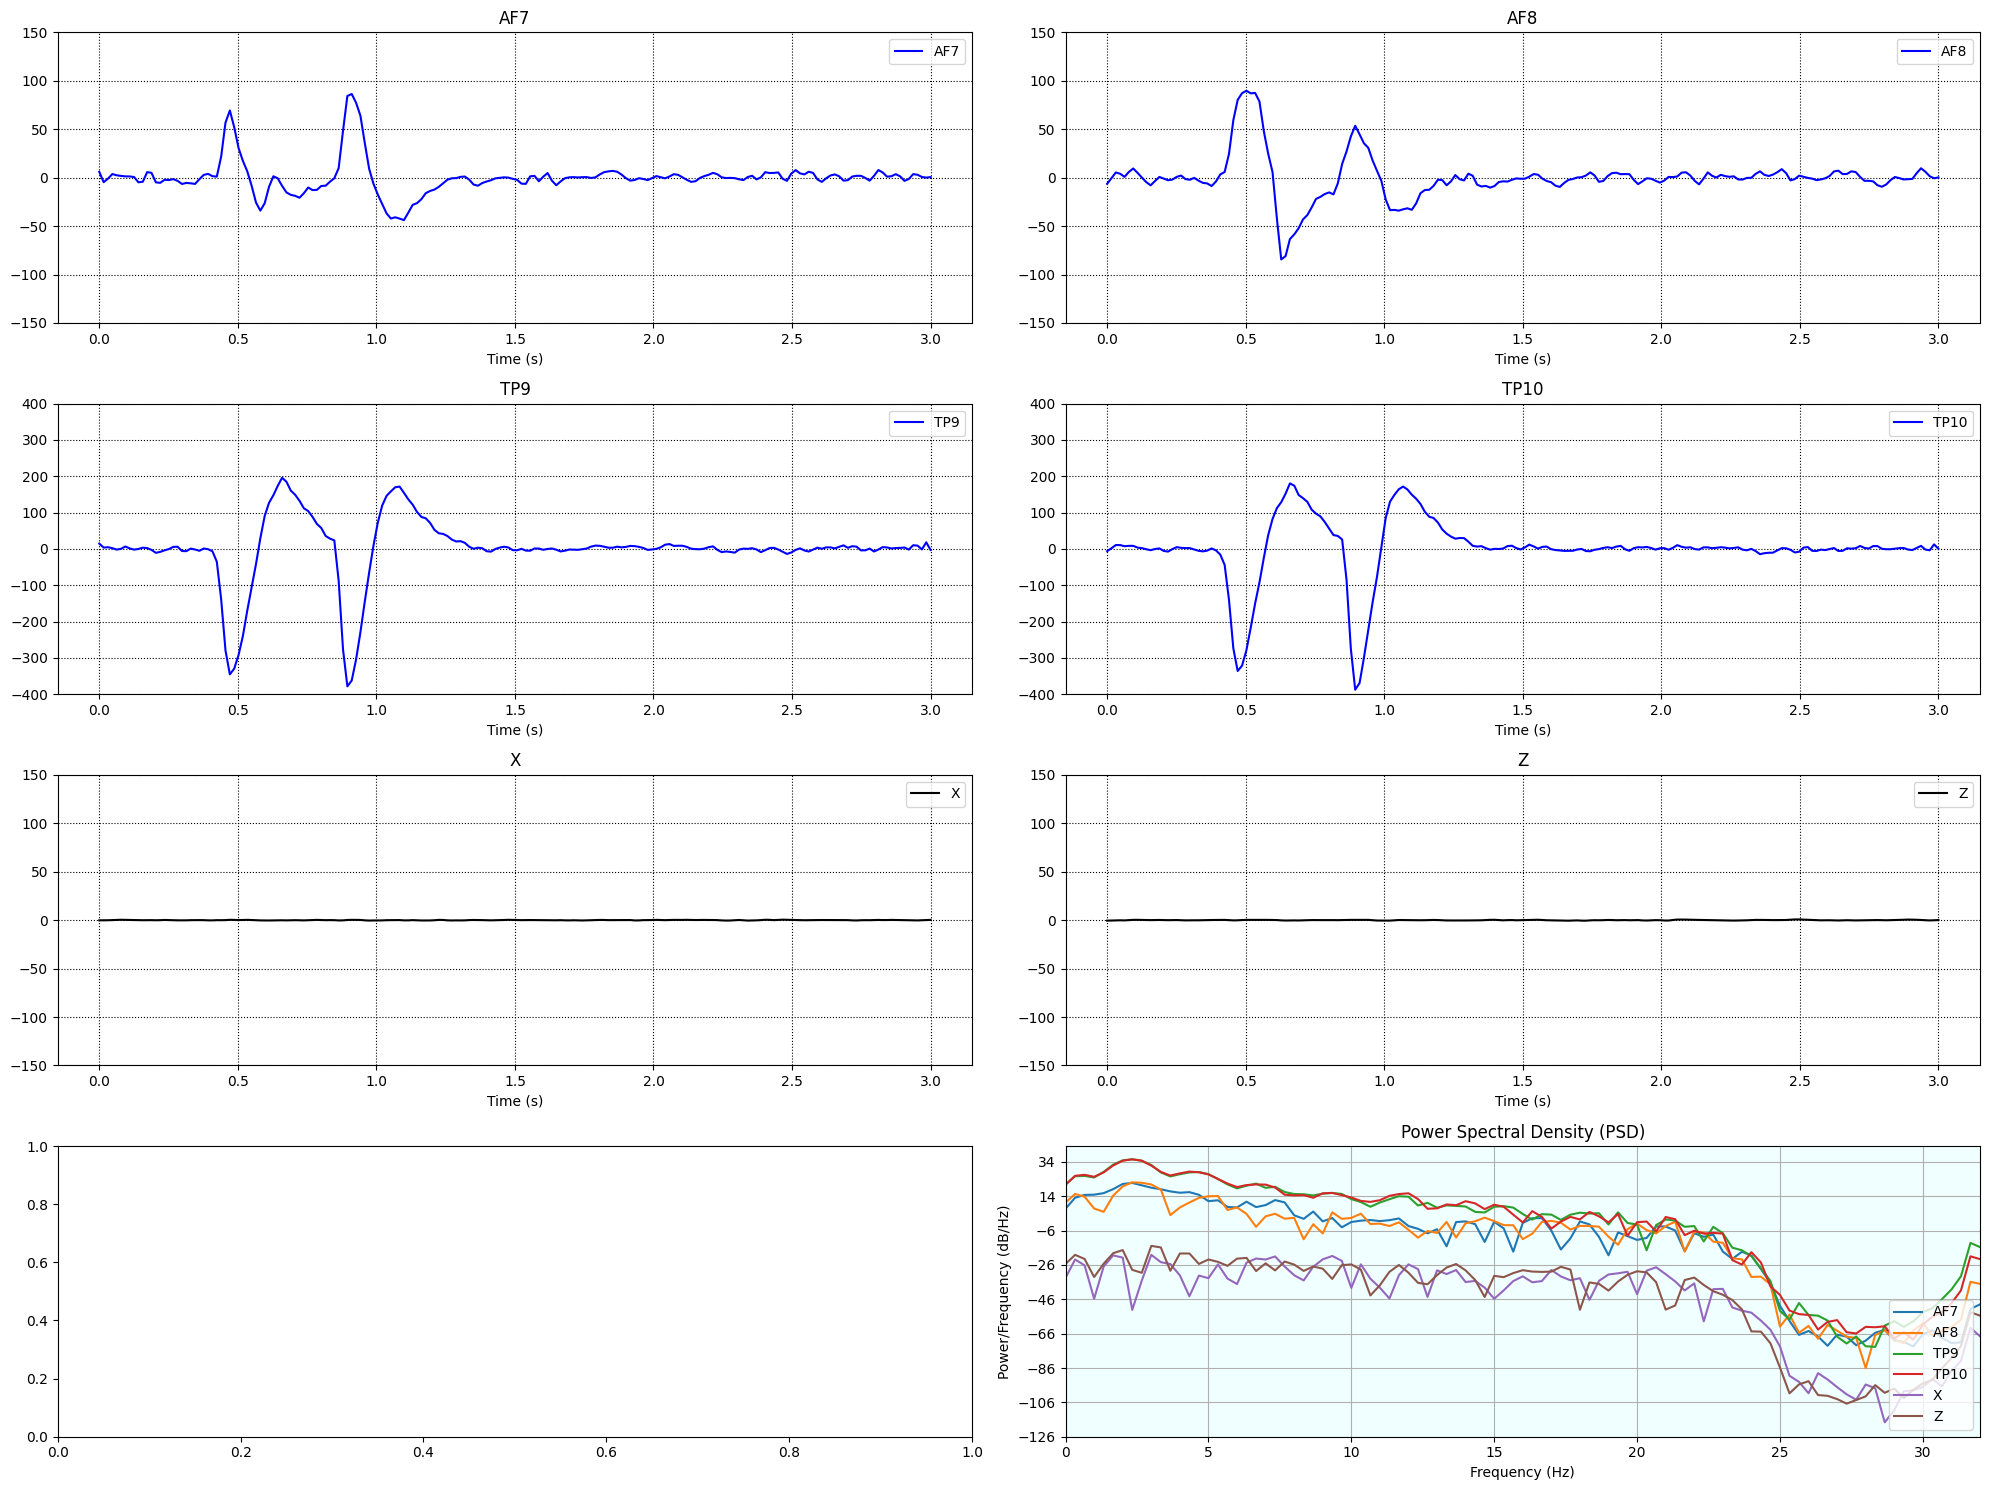 AF7
150
100
50
0
−50
−100
−150
0.0 0.5 1.0 1.5 2.0 2.5 3.0
Time (s)
AF7
AF8
150
100
50
0
−50
−100
−150
0.0 0.5 1.0 1.5 2.0 2.5 3.0
Time (s)
AF8
TP9
400
300
200
100
0
−100
−200
−300
−400
0.0 0.5 1.0 1.5 2.0 2.5 3.0
Time (s)
TP9
TP10
400
300
200
100
0
−100
−200
−300
−400
0.0 0.5 1.0 1.5 2.0 2.5 3.0
Time (s)
TP10
X
150
100
50
0
−50
−100
−150
0.0 0.5 1.0 1.5 2.0 2.5 3.0
Time (s)
X
Z
150
100
50
0
−50
−100
−150
0.0 0.5 1.0 1.5 2.0 2.5 3.0
Time (s)
Z
1.0
0.8
0.6
0.4
0.2
0.0
0.0 0.2 0.4 0.6 0.8 1.0
Power Spectral Density (PSD)
Power/Frequency (dB/Hz)
34
14
−6
−26
−46
−66
−86
−106
−126
0 5 10 15 20 25 30
Frequency (Hz)
AF7
AF8
TP9
TP10
X
Z